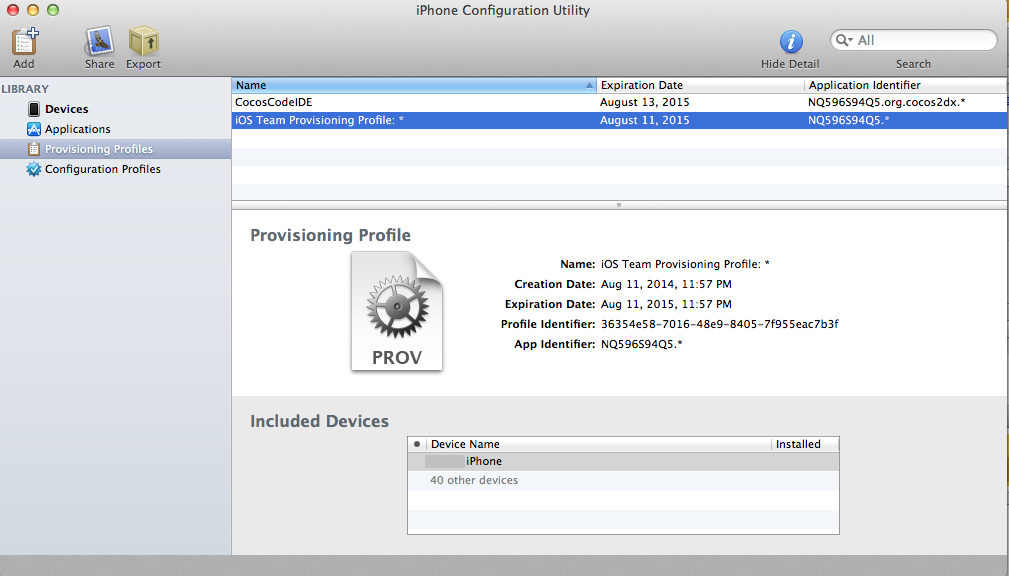 iPhone Configuration Utility
Add
Share
Export
Hide Detail
All
Search
LIBRARY
Devices
Applications
Provisioning Profiles
Configuration Profiles
Name Expiration Date Application Identifier
CocosCodeIDE August 13, 2015 NQ596S94Q5.org.cocos2dx.*
iOS Team Provisioning Profile: * August 11, 2015 NQ596S94Q5.*
Provisioning Profile
PROV
Name: iOS Team Provisioning Profile: *
Creation Date: Aug 11, 2014, 11:57 PM
Expiration Date: Aug 11, 2015, 11:57 PM
Profile Identifier: 36354e58-7016-48e9-8405-7f955eac7b3f
App Identifier: NQ596S94Q5.*
Included Devices
Device Name Installed
iPhone
40 other devices